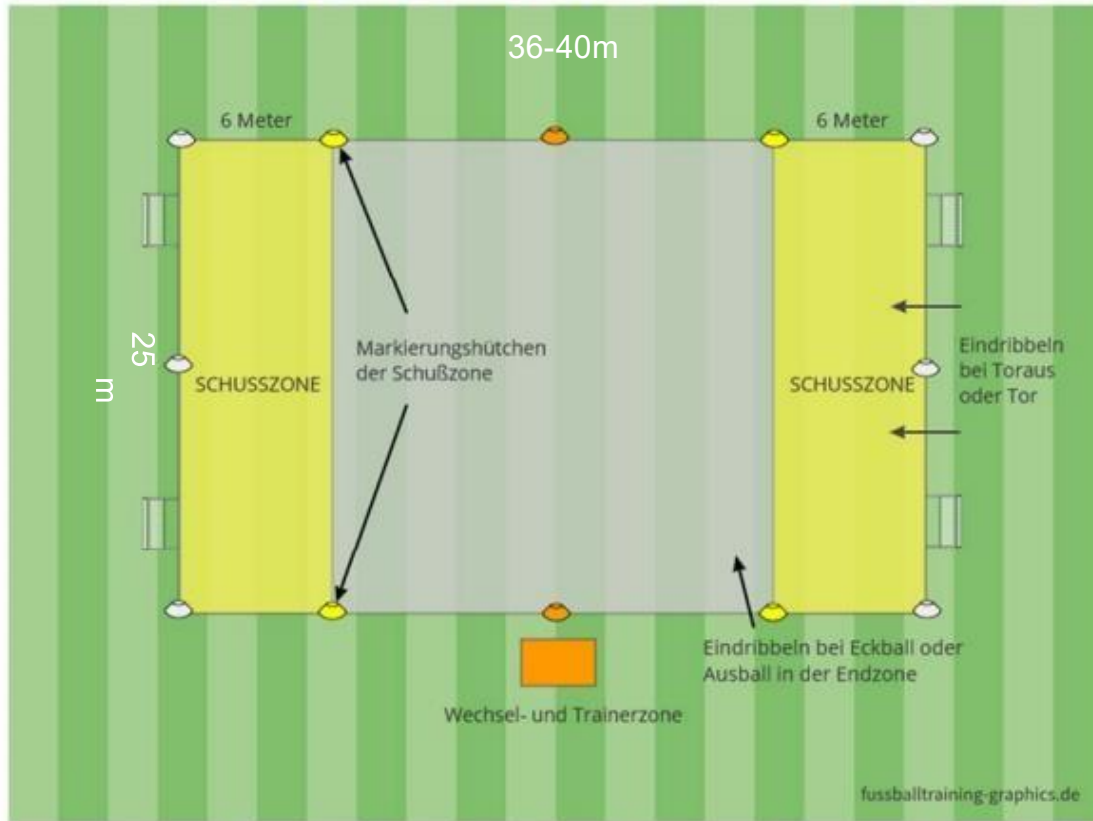 36-40m
6 Meter
6 Meter
Markierungshütchen
der Schußzone
25
m
SCHUSSZONE
SCHUSSZONE
Eindribbeln
bei Toraus
oder Tor
Eindribbeln bei Eckball oder
Ausball in der Endzone
Wechsel- und Trainerzone
fussballtraining-graphics.de